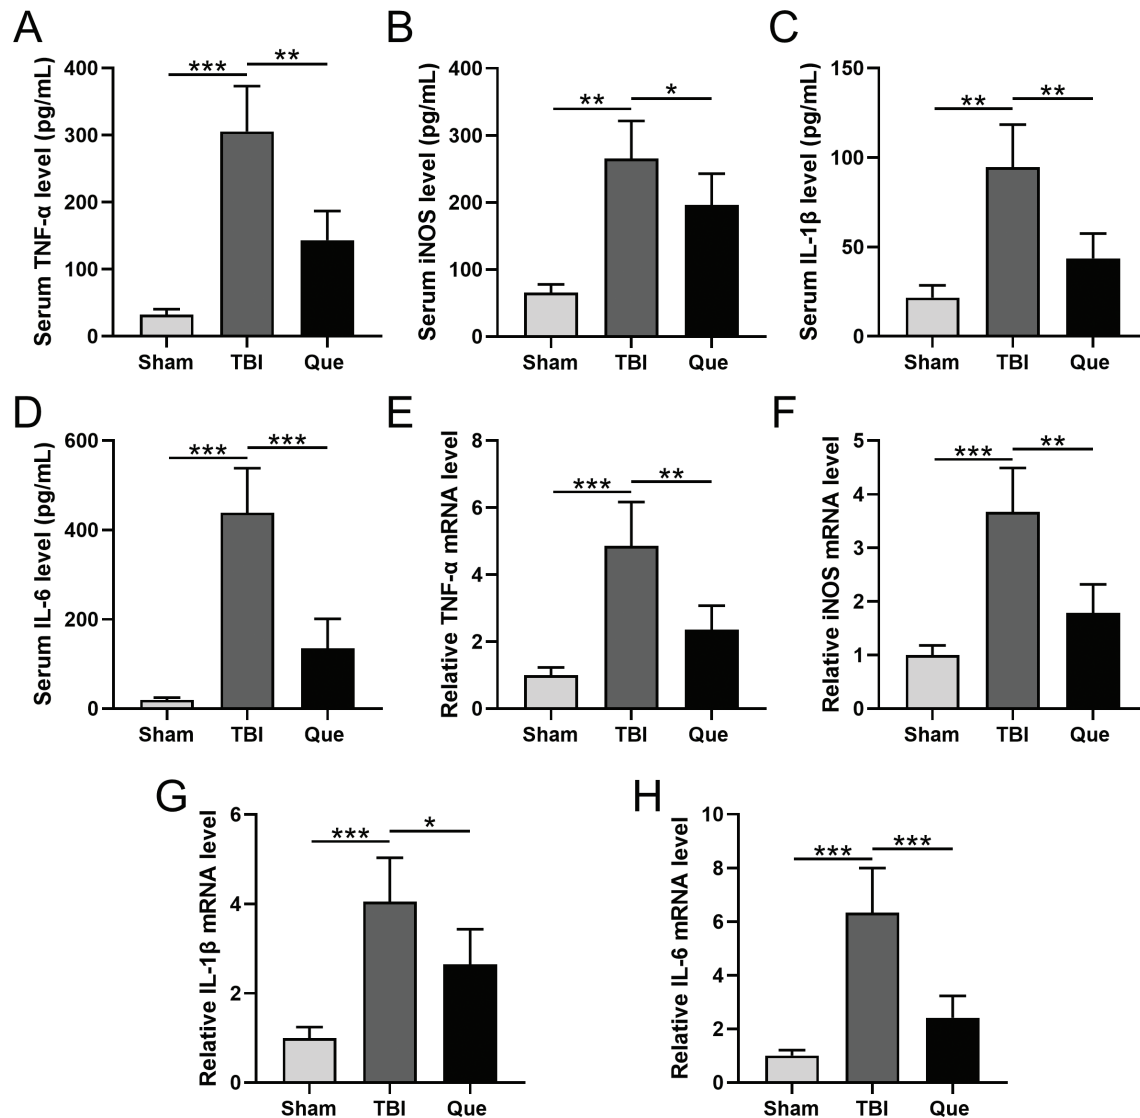 A
Serum TNF-α level (pg/mL)
400
300
200
100
0
***
**
Sham TBI Que
B
Serum iNOS level (pg/mL)
400
300
200
100
0
**
*
Sham TBI Que
C
Serum IL-1β level (pg/mL)
150
100
50
0
**
**
Sham TBI Que
D
Serum IL-6 level (pg/mL)
600
400
200
0
***
***
Sham TBI Que
E
Relative TNF-α mRNA level
8
6
4
2
0
***
**
Sham TBI Que
F
Relative iNOS mRNA level
5
4
3
2
1
0
***
**
Sham TBI Que
G
Relative IL-1β mRNA level
6
4
2
0
***
*
Sham TBI Que
H
Relative IL-6 mRNA level
10
8
6
4
2
0
***
***
Sham TBI Que